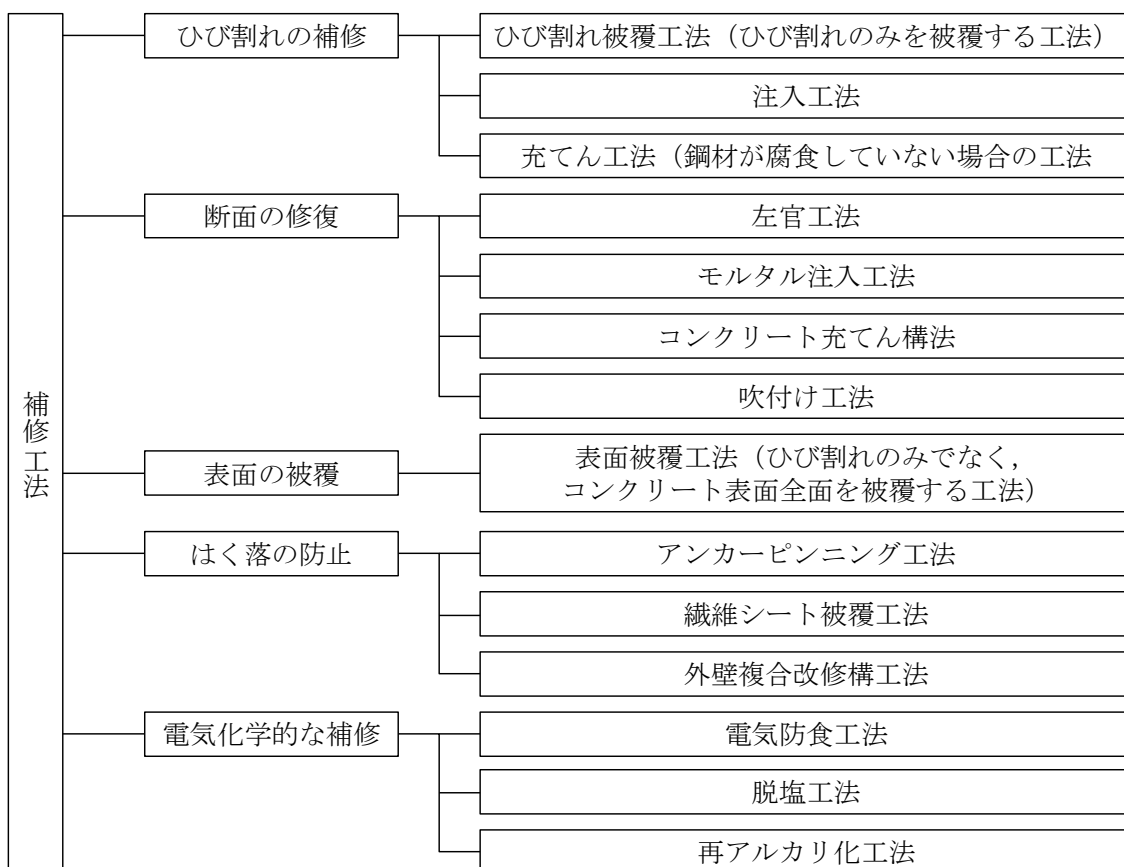 補修工法
ひび割れの補修
ひび割れ被覆工法（ひび割れのみを被覆する工法）
注入工法
充てん工法（鋼材が腐食していない場合の工法
断面の修復
左官工法
モルタル注入工法
コンクリート充てん構法
吹付け工法
表面の被覆
表面被覆工法（ひび割れのみでなく，
コンクリート表面全面を被覆する工法）
はく落の防止
アンカーピンニング工法
繊維シート被覆工法
外壁複合改修構工法
電気化学的な補修
電気防食工法
脱塩工法
再アルカリ化工法